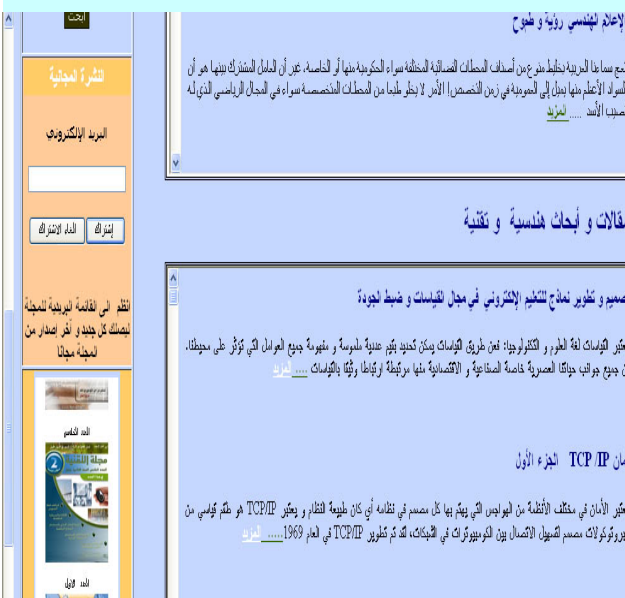 الإعلام الهندسي رؤية و طموح
تعج سماءنا العربية بخليط متنوع من أصناف المحطات الفضائية المختلفة سواء الحكومية منها أو الخاصة، غير أن العامل المشترك بينها هو أن
السواد الأعظم منها يميل إلى العمومية في زمن التخصص! الأمر لا يخلو طبعا من المحطات المتخصصة سواء في المجال الرياضي الذي له
نصيب الأسد ..... المزيد
مقالات و أبحاث هندسية و تقنية
تصميم و تطوير نماذج للتعليم الإلكتروني في مجال القياسات و ضبط الجودة
تعتبر القياسات لغة العلوم و التكنولوجيا؛ فعن طريق القياسات يمكن تحديد بقيم عددية ملموسة و مفهومة جميع العوامل التي تؤثر على محيطنا.
ن جميع جوانب حياتنا العصرية خاصة الصناعية و الاقتصادية منها مرتبطة ارتباطا وثيقا بالقياسات .... المزيد
أمان TCP /IP الجزء الأول
يعتبر الأمان في مختلف الأنظمة من الهواجس التي يهتم بها كل مصمم في نظامه أي كان طبيعة النظام و يعتبر TCP/IP هو طقم قياسي من
بروتوكولات مصمم لتسهيل الاتصال بين الكومبيوترات في الشبكات، لقد تم تطوير TCP/IP في العام 1969..... المزيد
ابحث
النشرة المجانية
البريد الإلكتروني
إشتراك
الغاء الاشتراك
انظم الى القائمة البريدية للمجلة
ليصلك كل جديد و أخر إصدار من
المجلة مجانا
العدد الخامس
مجلة التقنية
2
العدد الاول